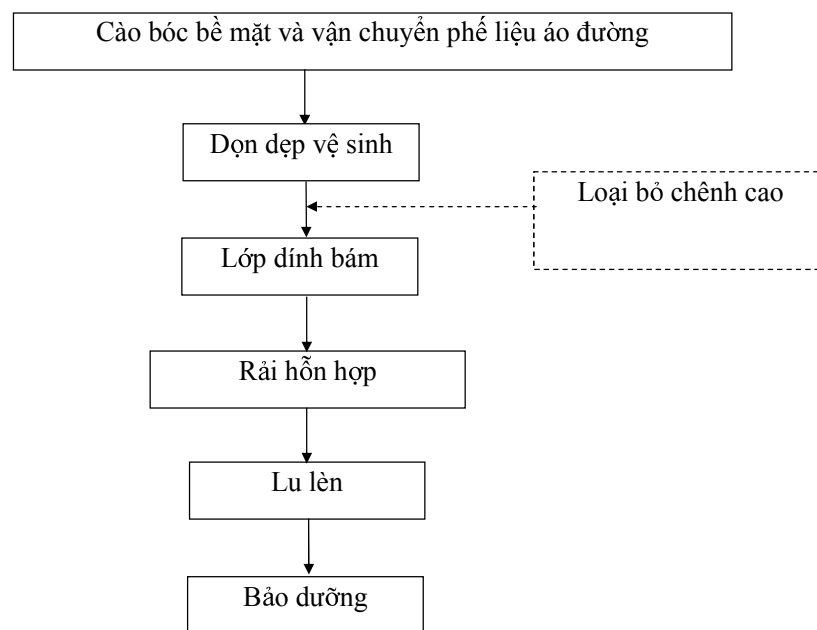 Cào bóc bề mặt và vận chuyển phế liệu áo đường
Dọn dẹp vệ sinh
Loại bỏ chênh cao
Lớp dính bám
Rải hỗn hợp
Lu lèn
Bảo dưỡng